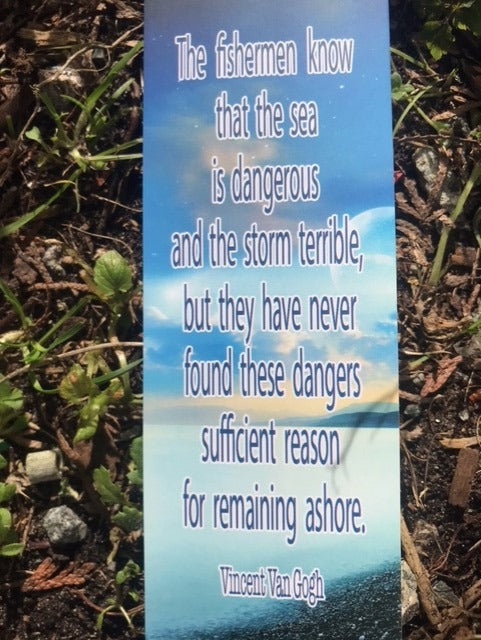 The fishermen know
that the sea
is dangerous
and the storm terrible,
but they have never
found these dangers
sufficient reason
for remaining ashore.
Vincent Van Gogh